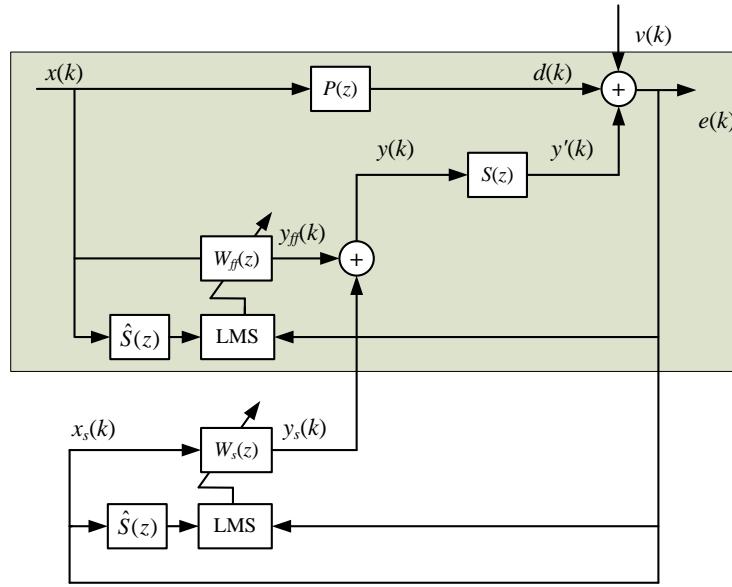 v(k)
x(k)
P(z)
d(k)
+
e(k)
y(k)
S(z)
y'(k)
W_ff(z)
y_ff(k)
+
Ŝ(z)
LMS
x_s(k)
W_s(z)
y_s(k)
Ŝ(z)
LMS